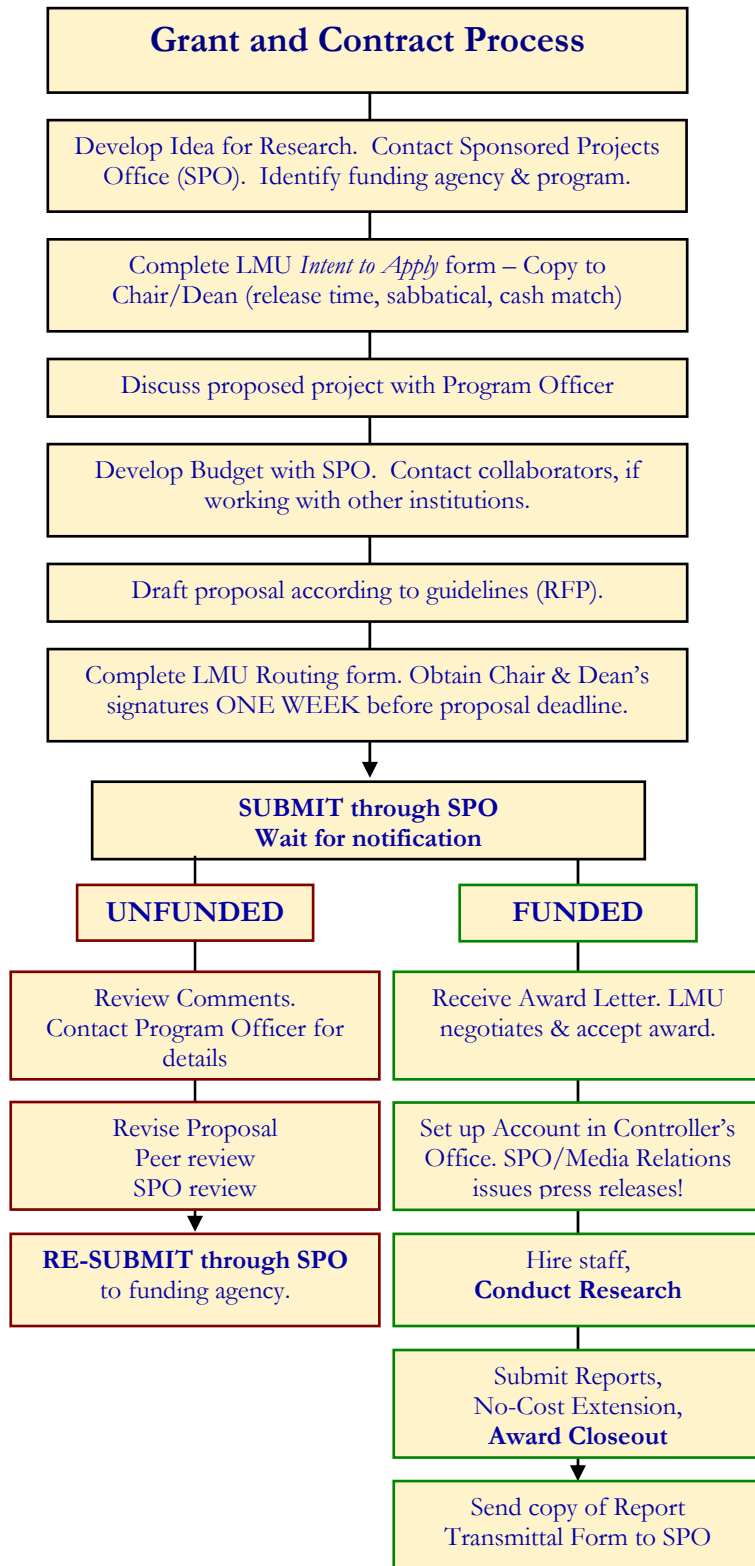 Grant and Contract Process
Develop Idea for Research. Contact Sponsored Projects
Office (SPO). Identify funding agency & program.
Complete LMU Intent to Apply form – Copy to
Chair/Dean (release time, sabbatical, cash match)
Discuss proposed project with Program Officer
Develop Budget with SPO. Contact collaborators, if
working with other institutions.
Draft proposal according to guidelines (RFP).
Complete LMU Routing form. Obtain Chair & Dean's
signatures ONE WEEK before proposal deadline.
SUBMIT through SPO
Wait for notification
UNFUNDED
Review Comments.
Contact Program Officer for
details
Revise Proposal
Peer review
SPO review
RE-SUBMIT through SPO
to funding agency.
FUNDED
Receive Award Letter. LMU
negotiates & accept award.
Set up Account in Controller's
Office. SPO/Media Relations
issues press releases!
Hire staff,
Conduct Research
Submit Reports,
No-Cost Extension,
Award Closeout
Send copy of Report
Transmittal Form to SPO